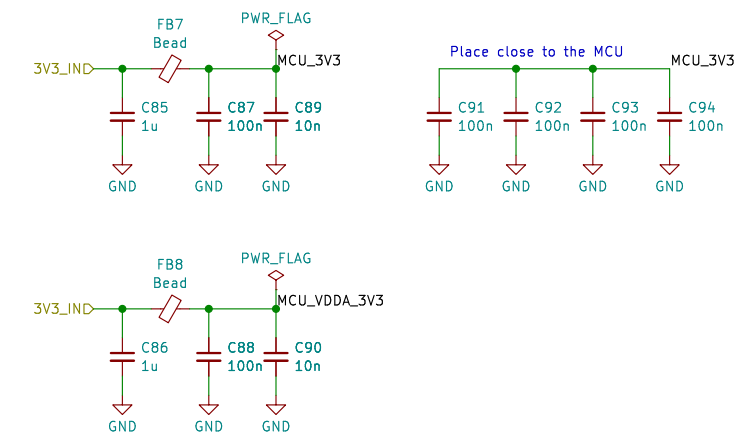 FB7
Bead
PWR_FLAG
3V3_IN
MCU_3V3
C85
1u
C87
100n
C89
10n
GND
GND
GND
Place close to the MCU
MCU_3V3
C91
100n
C92
100n
C93
100n
C94
100n
GND
GND
GND
GND
FB8
Bead
PWR_FLAG
3V3_IN
MCU_VDDA_3V3
C86
1u
C88
100n
C90
10n
GND
GND
GND